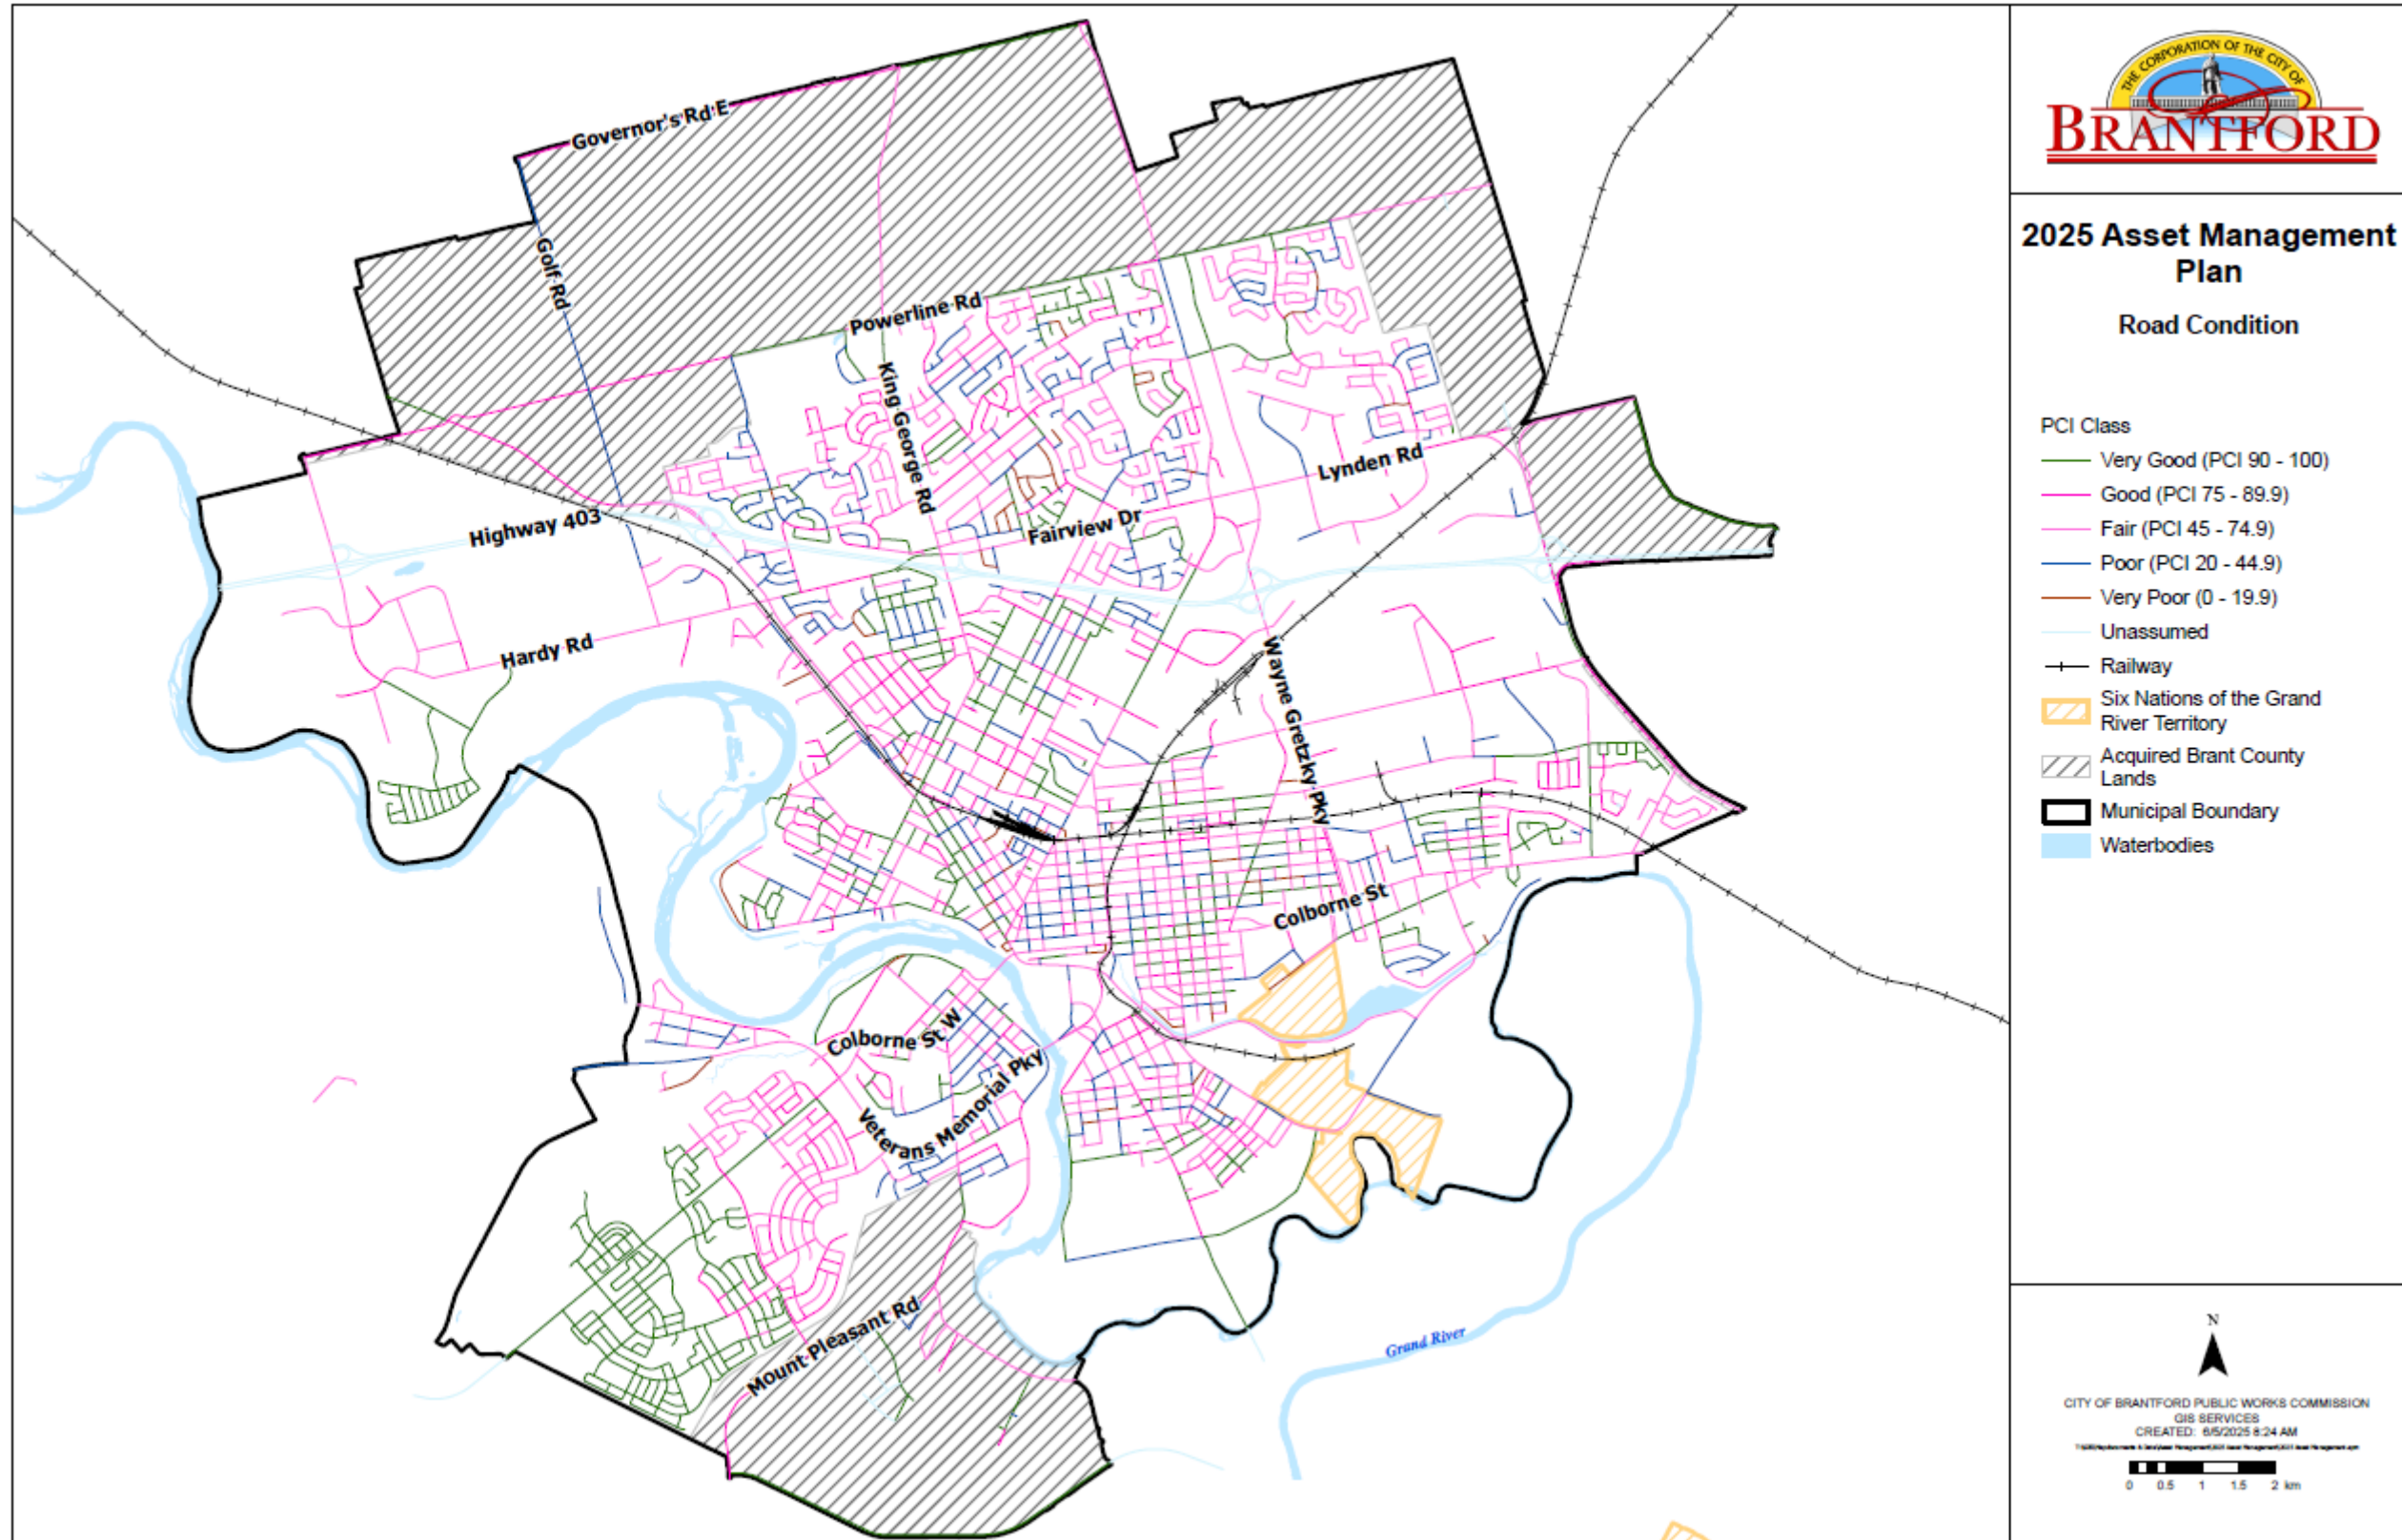 Governor's Rd E
Golf Rd
Powerline Rd
King George Rd
Lynden Rd
Fairview Dr
Highway 403
Hardy Rd
Wayne Gretzky Pky
Colborne St
Colborne St W
Veterans Memorial Pky
Mount Pleasant Rd
Grand River
THE CORPORATION OF THE CITY OF
BRANTFORD
2025 Asset Management
Plan
Road Condition
PCI Class
Very Good (PCI 90 - 100)
Good (PCI 75 - 89.9)
Fair (PCI 45 - 74.9)
Poor (PCI 20 - 44.9)
Very Poor (0 - 19.9)
Unassumed
Railway
Six Nations of the Grand
River Territory
Acquired Brant County
Lands
Municipal Boundary
Waterbodies
N
CITY OF BRANTFORD PUBLIC WORKS COMMISSION
GIS SERVICES
CREATED: 6/5/2025 8:24 AM
0 0.5 1 1.5 2 km